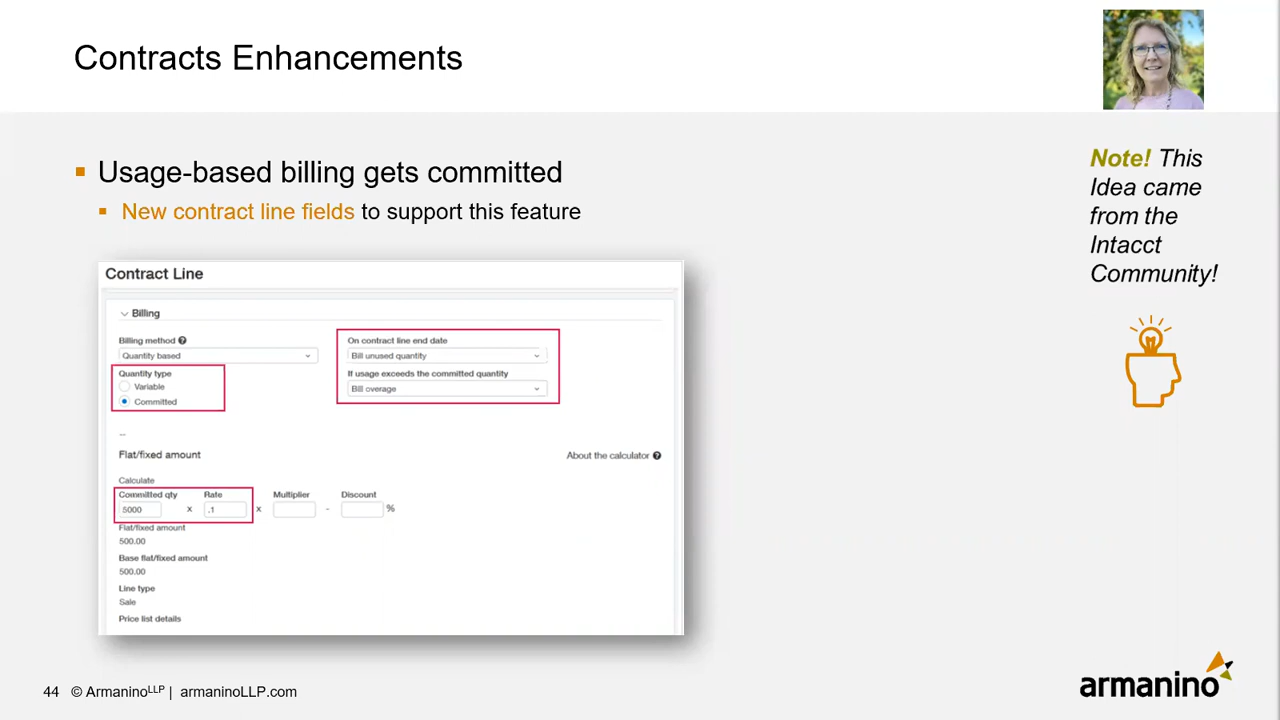 Contracts Enhancements
Usage-based billing gets committed
New contract line fields to support this feature
Note! This
Idea came
from the
Intacct
Community!
Contract Line
Billing
Billing method
Quantity based
Quantity type
Variable
Committed
On contract line end date
Bill unused quantity
If usage exceeds the committed quantity
Bill overage
--
Flat/fixed amount
About the calculator
Calculate
Committed qty Rate Multiplier Discount
5000 x .1 x - %
Flat/fixed amount
500.00
Base flat/fixed amount
500.00
Line type
Sale
Price list details
44 © ArmaninoLLP | armaninoLLP.com
armanino